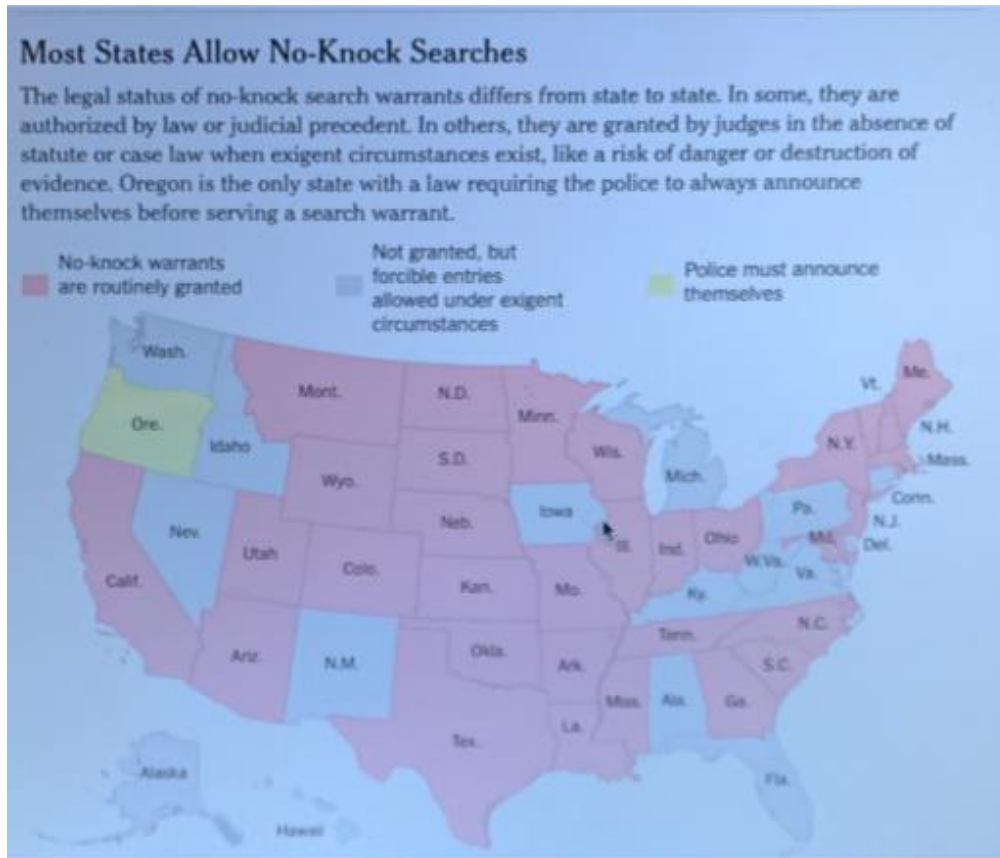 Most States Allow No-Knock Searches
The legal status of no-knock search warrants differs from state to state. In some, they are
authorized by law or judicial precedent. In others, they are granted by judges in the absence of
statute or case law when exigent circumstances exist, like a risk of danger or destruction of
evidence. Oregon is the only state with a law requiring the police to always announce
themselves before serving a search warrant.
No-knock warrants
are routinely granted
Not granted, but
forcible entries
allowed under exigent
circumstances
Police must announce
themselves
Wash.
Ore.
Idaho
Mont.
N.D.
Minn.
S.D.
Wyo.
Wis.
Mich.
Vt.
Me.
N.H.
N.Y.
Mass.
Conn.
N.J.
Del.
Pa.
Md.
Iowa
Neb.
Nev.
Utah
Colo.
Calif.
Kan.
Mo.
Ill.
Ind.
Ohio
W.Va.
Va.
Ky.
N.C.
Tenn.
S.C.
Ariz.
N.M.
Okla.
Ark.
Miss.
Ala.
Ga.
La.
Tex.
Fla.
Alaska
Hawaii